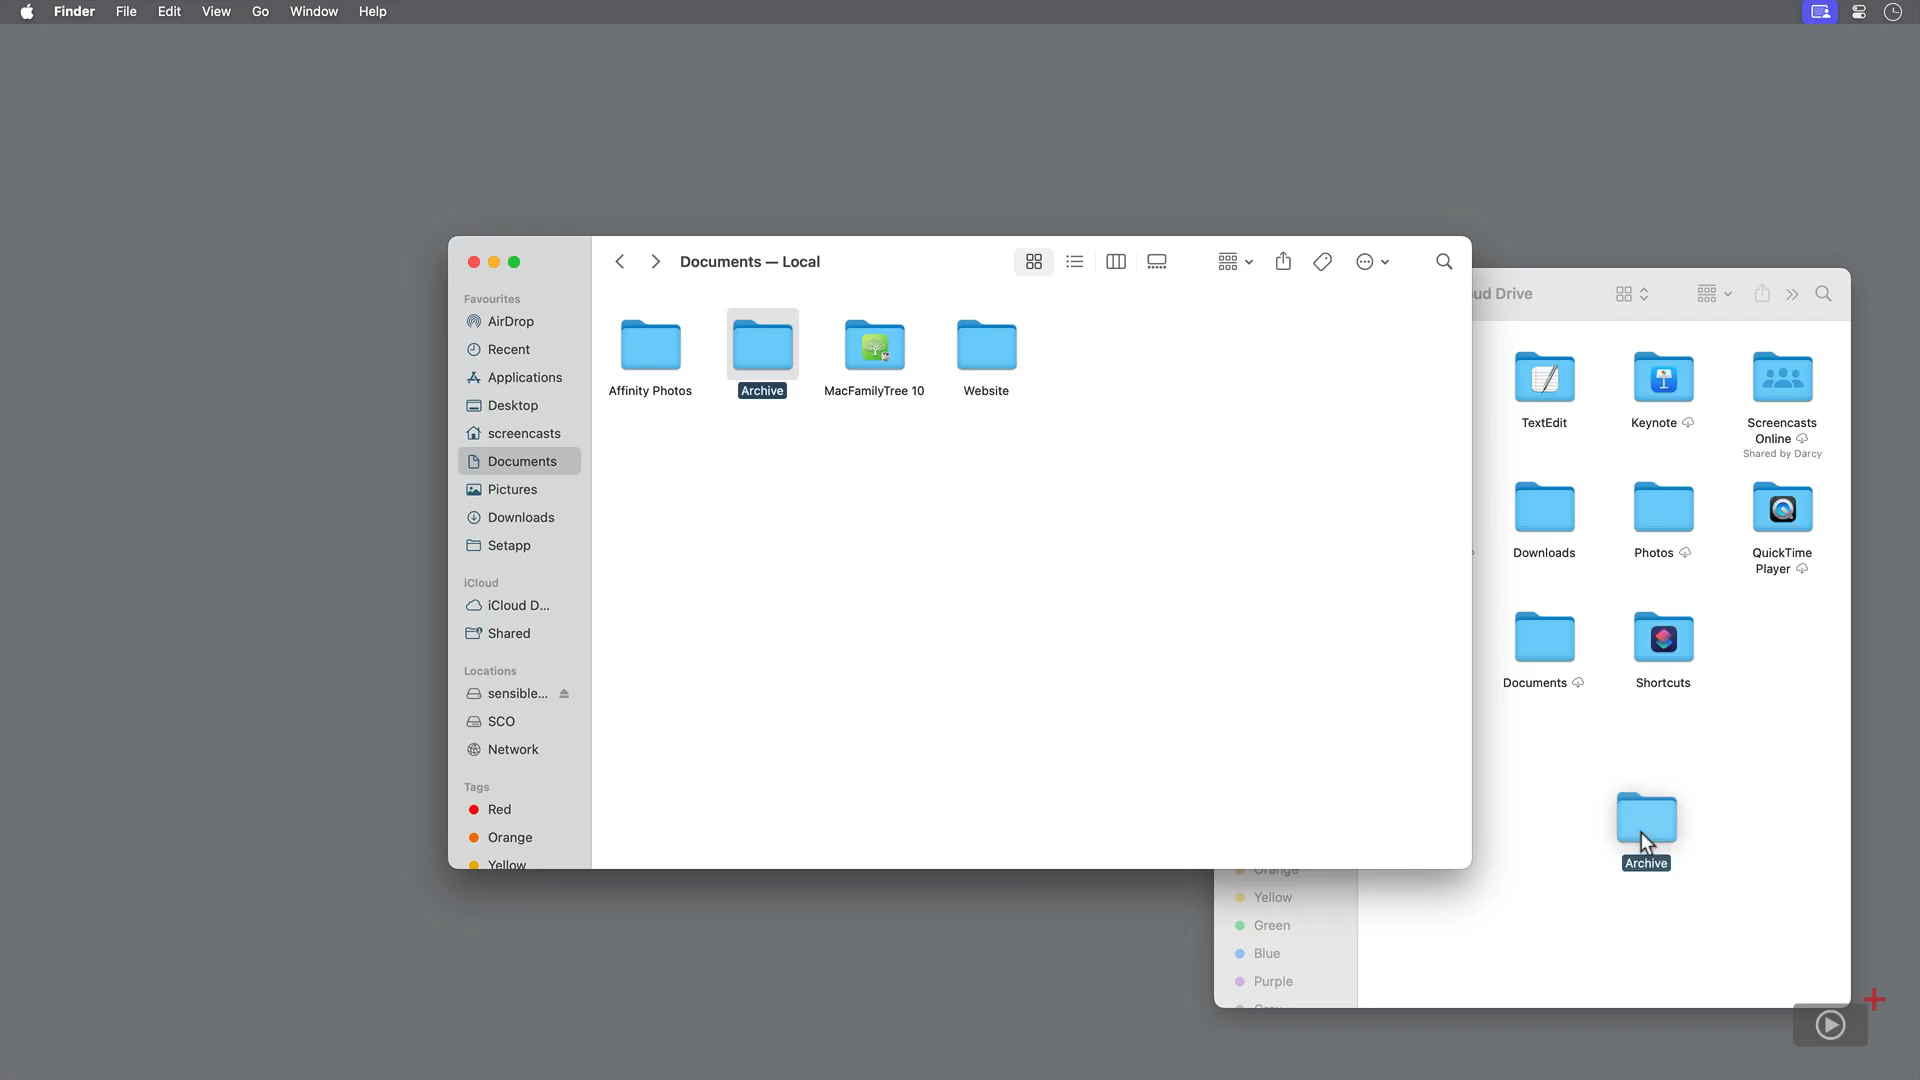 Finder File Edit View Go Window Help
Documents — Local
Favourites
AirDrop
Recent
Applications
Desktop
screencasts
Documents
Pictures
Downloads
Setapp
iCloud
iCloud D...
Shared
Locations
sensible...
SCO
Network
Tags
Red
Orange
Yellow
Affinity Photos
Archive
MacFamilyTree 10
Website
ud Drive
TextEdit
Keynote
Screencasts
Online
Shared by Darcy
Downloads
Photos
QuickTime
Player
Documents
Shortcuts
Archive
Orange
Yellow
Green
Blue
Purple